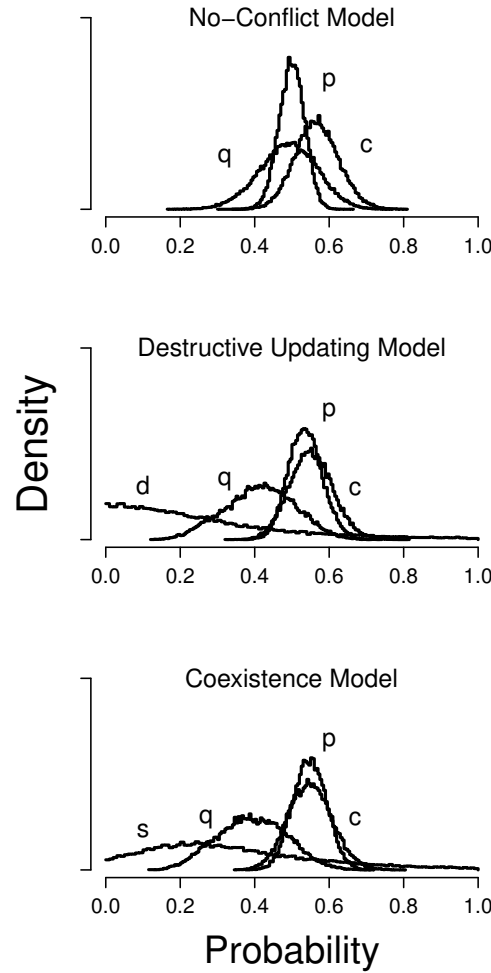 No−Conflict Model
p
q
c
0.0 0.2 0.4 0.6 0.8 1.0
Destructive Updating Model
p
d
q
c
0.0 0.2 0.4 0.6 0.8 1.0
Density
Coexistence Model
p
s
q
c
0.0 0.2 0.4 0.6 0.8 1.0
Probability